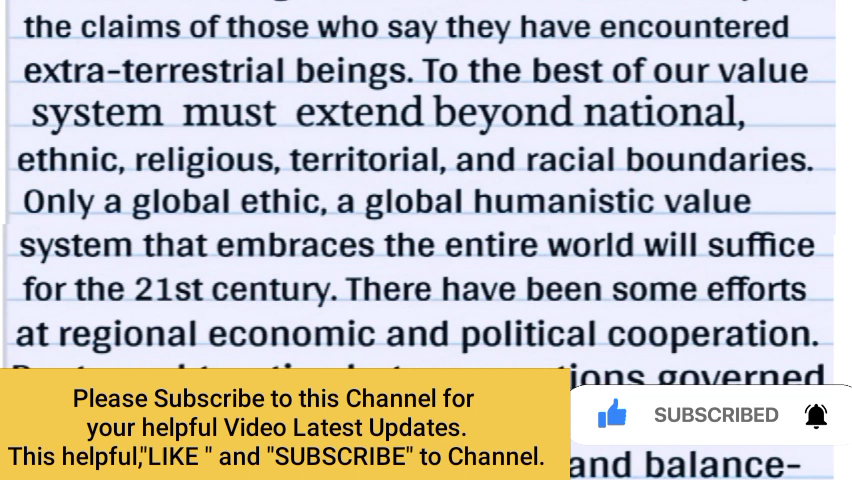 the claims of those who say they have encountered
extra-terrestrial beings. To the best of our value
system must extend beyond national,
ethnic, religious, territorial, and racial boundaries.
Only a global ethic, a global humanistic value
system that embraces the entire world will suffice
for the 21st century. There have been some efforts
at regional economic and political cooperation.
governed
Please Subscribe to this Channel for
your helpful Video Latest Updates.
This helpful,"LIKE " and "SUBSCRIBE" to Channel.
SUBSCRIBED
and balance-